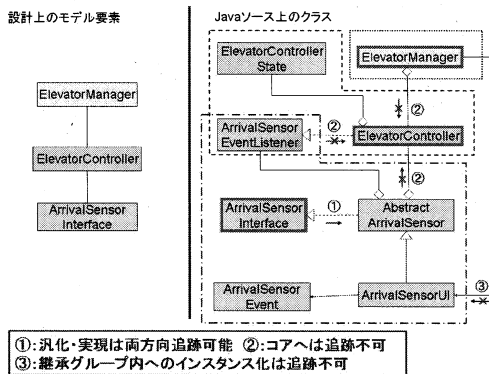 設計上のモデル要素
Javaソース上のクラス
ElevatorManager
ElevatorController
ArrivalSensor
Interface
ElevatorController
State
ElevatorManager
②
ArrivalSensor
EventListener
②
ElevatorController
②
ArrivalSensor
Interface
①
Abstract
ArrivalSensor
ArrivalSensor
Event
ArrivalSensorUI
③
①:汎化・実現は両方向追跡可能 ②:コアへは追跡不可
③:継承グループ内へのインスタンス化は追跡不可